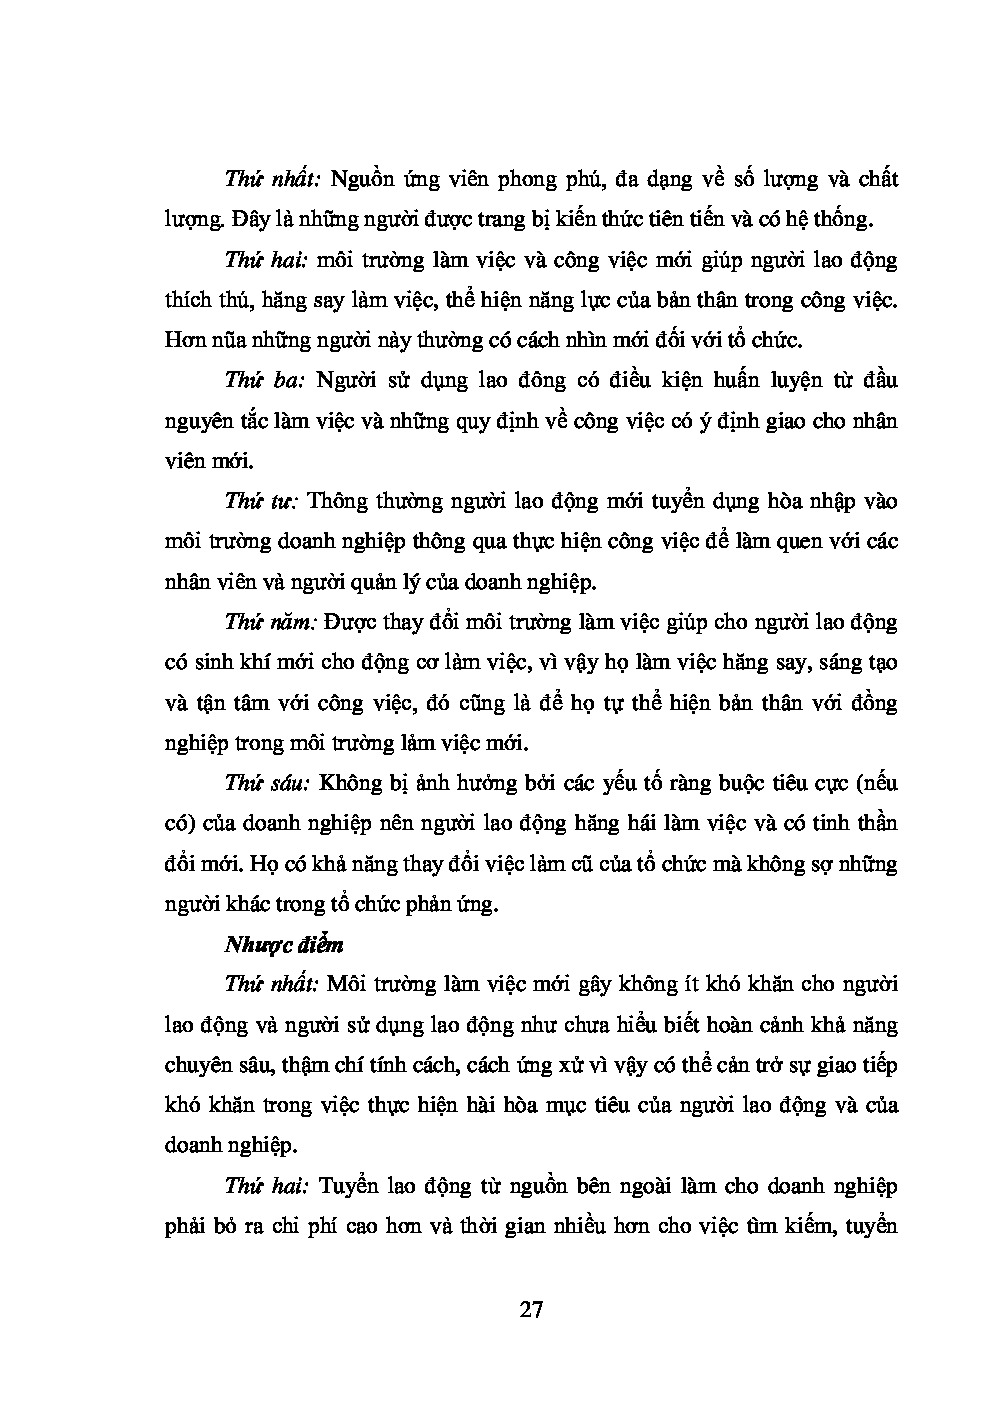 Thứ nhất: Nguồn ứng viên phong phú, đa dạng về số lượng và chất
lượng. Đây là những người được trang bị kiến thức tiên tiến và có hệ thống.
Thứ hai: môi trường làm việc và công việc mới giúp người lao động
thích thú, hăng say làm việc, thể hiện năng lực của bản thân trong công việc.
Hơn nũa những người này thường có cách nhìn mới đối với tổ chức.
Thứ ba: Người sử dụng lao đông có điều kiện huấn luyện từ đầu
nguyên tắc làm việc và những quy định về công việc có ý định giao cho nhân
viên mới.
Thứ tư: Thông thường người lao động mới tuyển dụng hòa nhập vào
môi trường doanh nghiệp thông qua thực hiện công việc để làm quen với các
nhân viên và người quản lý của doanh nghiệp.
Thứ năm: Được thay đổi môi trường làm việc giúp cho người lao động
có sinh khí mới cho động cơ làm việc, vì vậy họ làm việc hăng say, sáng tạo
và tận tâm với công việc, đó cũng là để họ tự thể hiện bản thân với đồng
nghiệp trong môi trường lảm việc mới.
Thứ sáu: Không bị ảnh hưởng bởi các yếu tố ràng buộc tiêu cực (nếu
có) của doanh nghiệp nên người lao động hăng hái làm việc và có tinh thần
đổi mới. Họ có khả năng thay đổi việc làm cũ của tổ chức mà không sợ những
người khác trong tổ chức phản ứng.
Nhược điểm
Thứ nhất: Môi trường làm việc mới gây không ít khó khăn cho người
lao động và người sử dụng lao động như chưa hiểu biết hoàn cảnh khả năng
chuyên sâu, thậm chí tính cách, cách ứng xử vì vậy có thể cản trở sự giao tiếp
khó khăn trong việc thực hiện hài hòa mục tiêu của người lao động và của
doanh nghiệp.
Thứ hai: Tuyển lao động từ nguồn bên ngoài làm cho doanh nghiệp
phải bỏ ra chi phí cao hơn và thời gian nhiều hơn cho việc tìm kiếm, tuyển
27